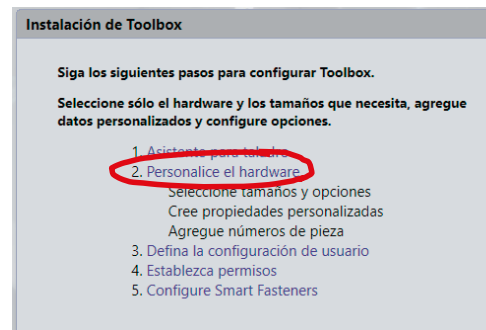 Instalación de Toolbox
Siga los siguientes pasos para configurar Toolbox.
Seleccione sólo el hardware y los tamaños que necesita, agregue
datos personalizados y configure opciones.
1. Asistente para taladro
2. Personalice el hardware
Seleccione tamaños y opciones
Cree propiedades personalizadas
Agregue números de pieza
3. Defina la configuración de usuario
4. Establezca permisos
5. Configure Smart Fasteners